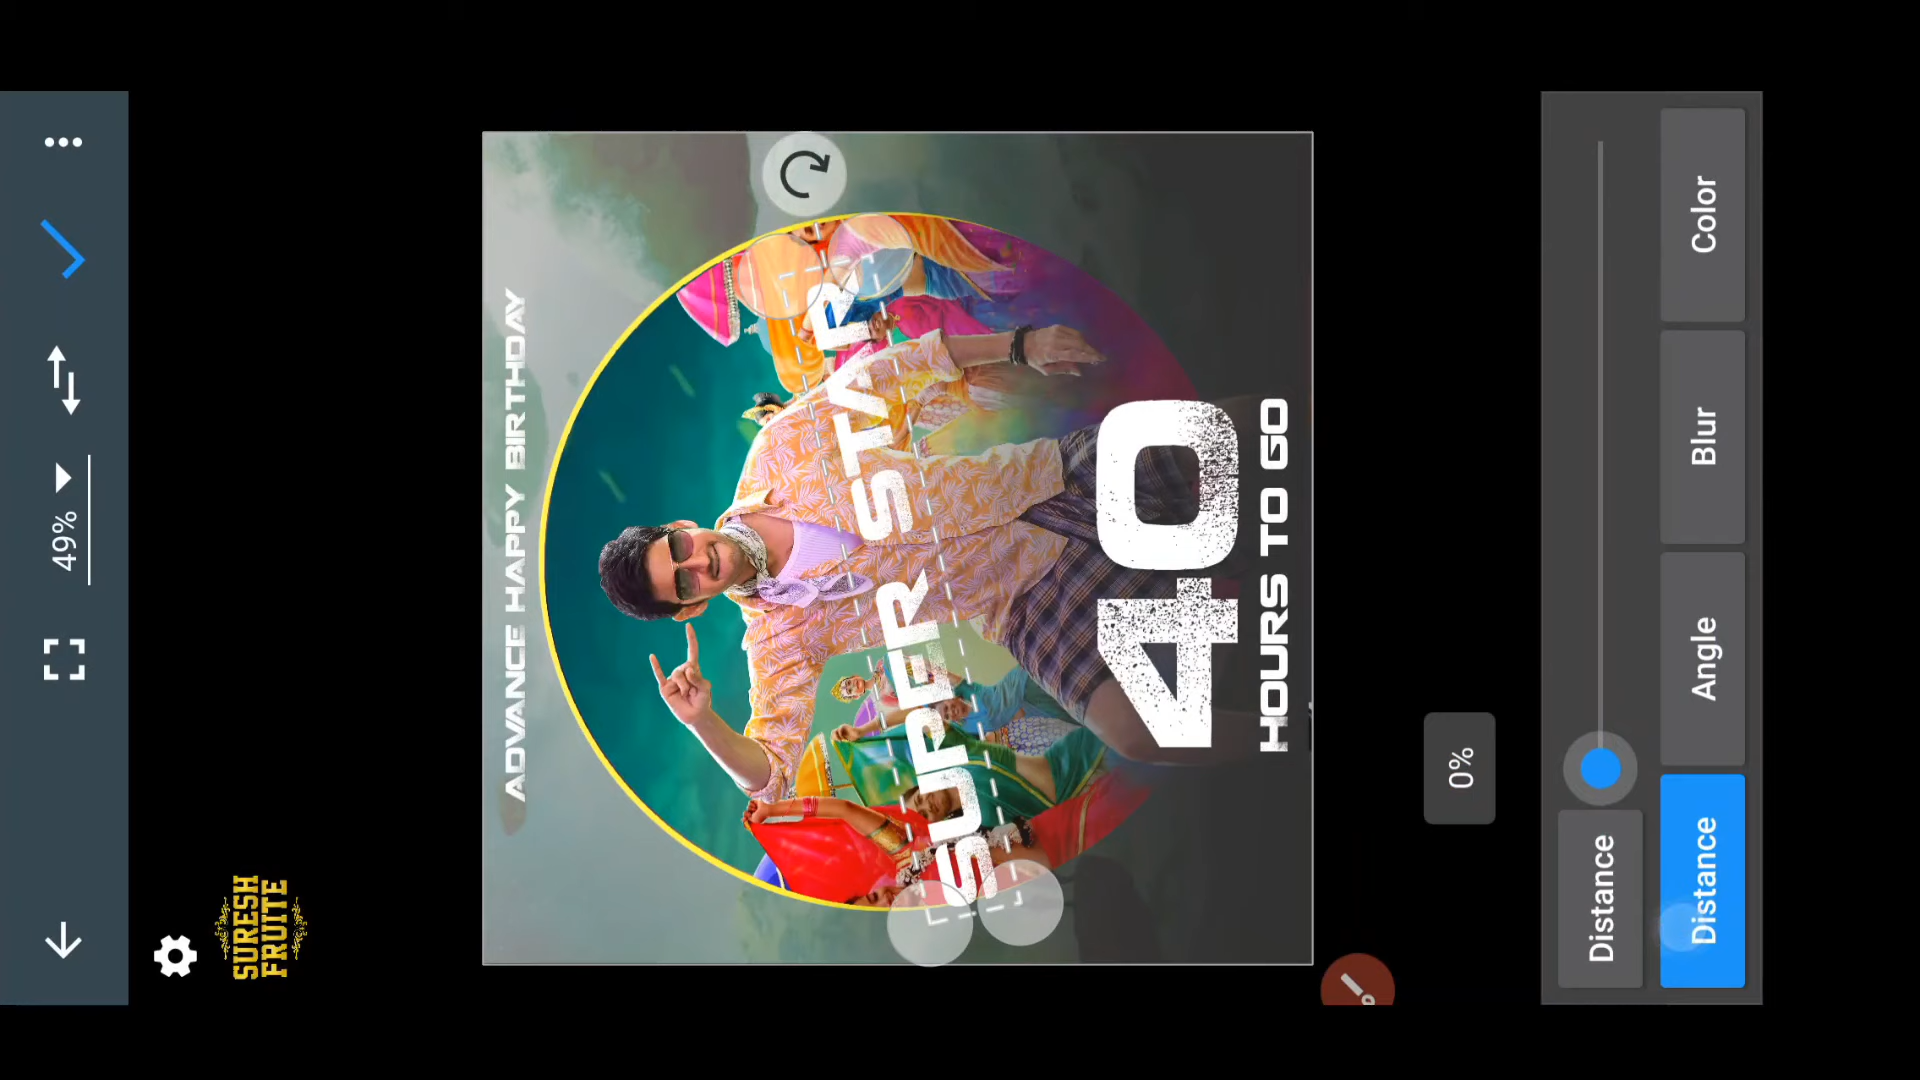 49%
SURESH
FRUITE
ADVANCE HAPPY BIRTHDAY
SUPER STAR
40
HOURS TO GO
0%
Distance
Distance
Angle
Blur
Color